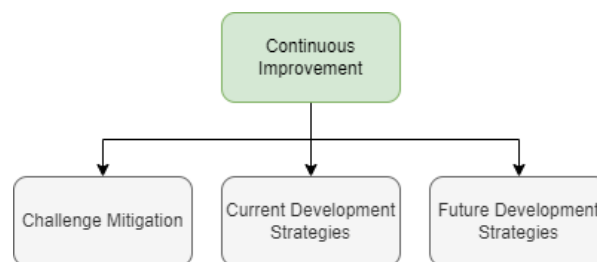 Continuous
Improvement
Challenge Mitigation
Current Development
Strategies
Future Development
Strategies